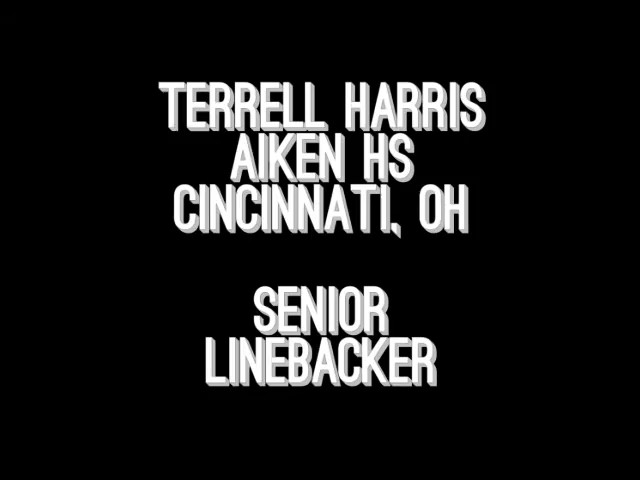 TERRELL HARRIS
AIKEN HS
CINCINNATI, OH
SENIOR
LINEBACKER